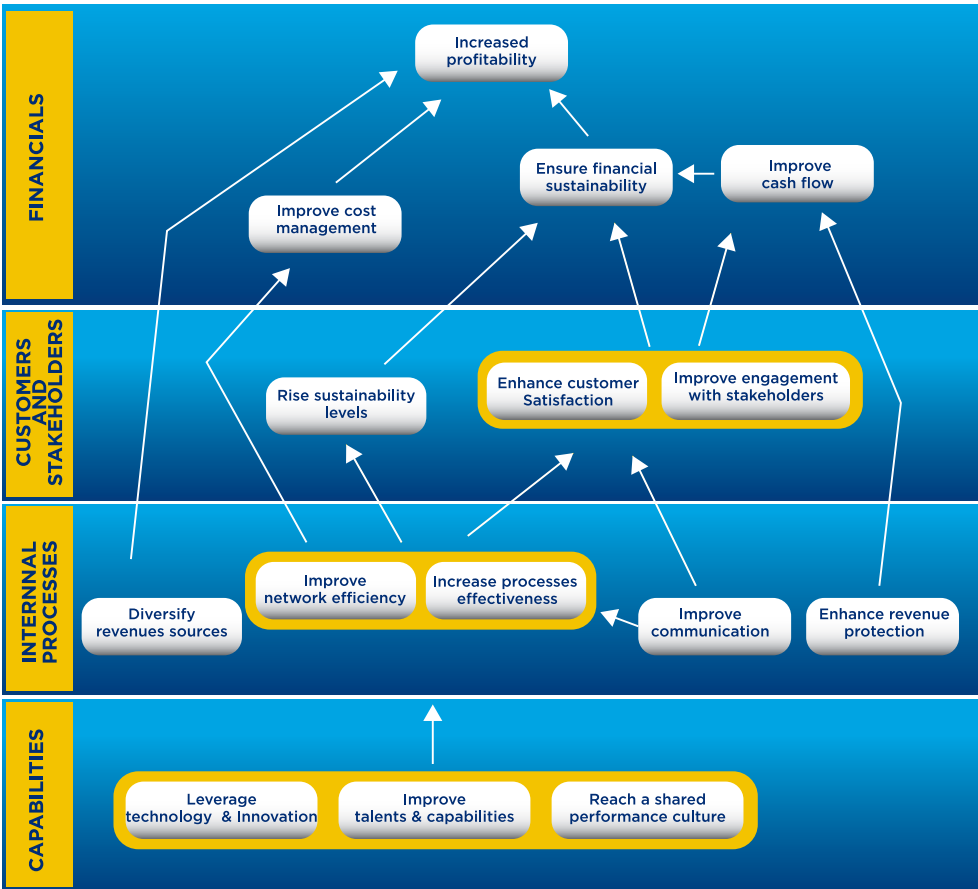 FINANCIALS
Increased
profitability
Ensure financial
sustainability
Improve
cash flow
Improve cost
management
CUSTOMERS
AND
STAKEHOLDERS
Rise sustainability
levels
Enhance customer
Satisfaction
Improve engagement
with stakeholders
INTERNNAL
PROCESSES
Diversify
revenues sources
Improve
network efficiency
Increase processes
effectiveness
Improve
communication
Enhance revenue
protection
CAPABILITIES
Leverage
technology & Innovation
Improve
talents & capabilities
Reach a shared
performance culture